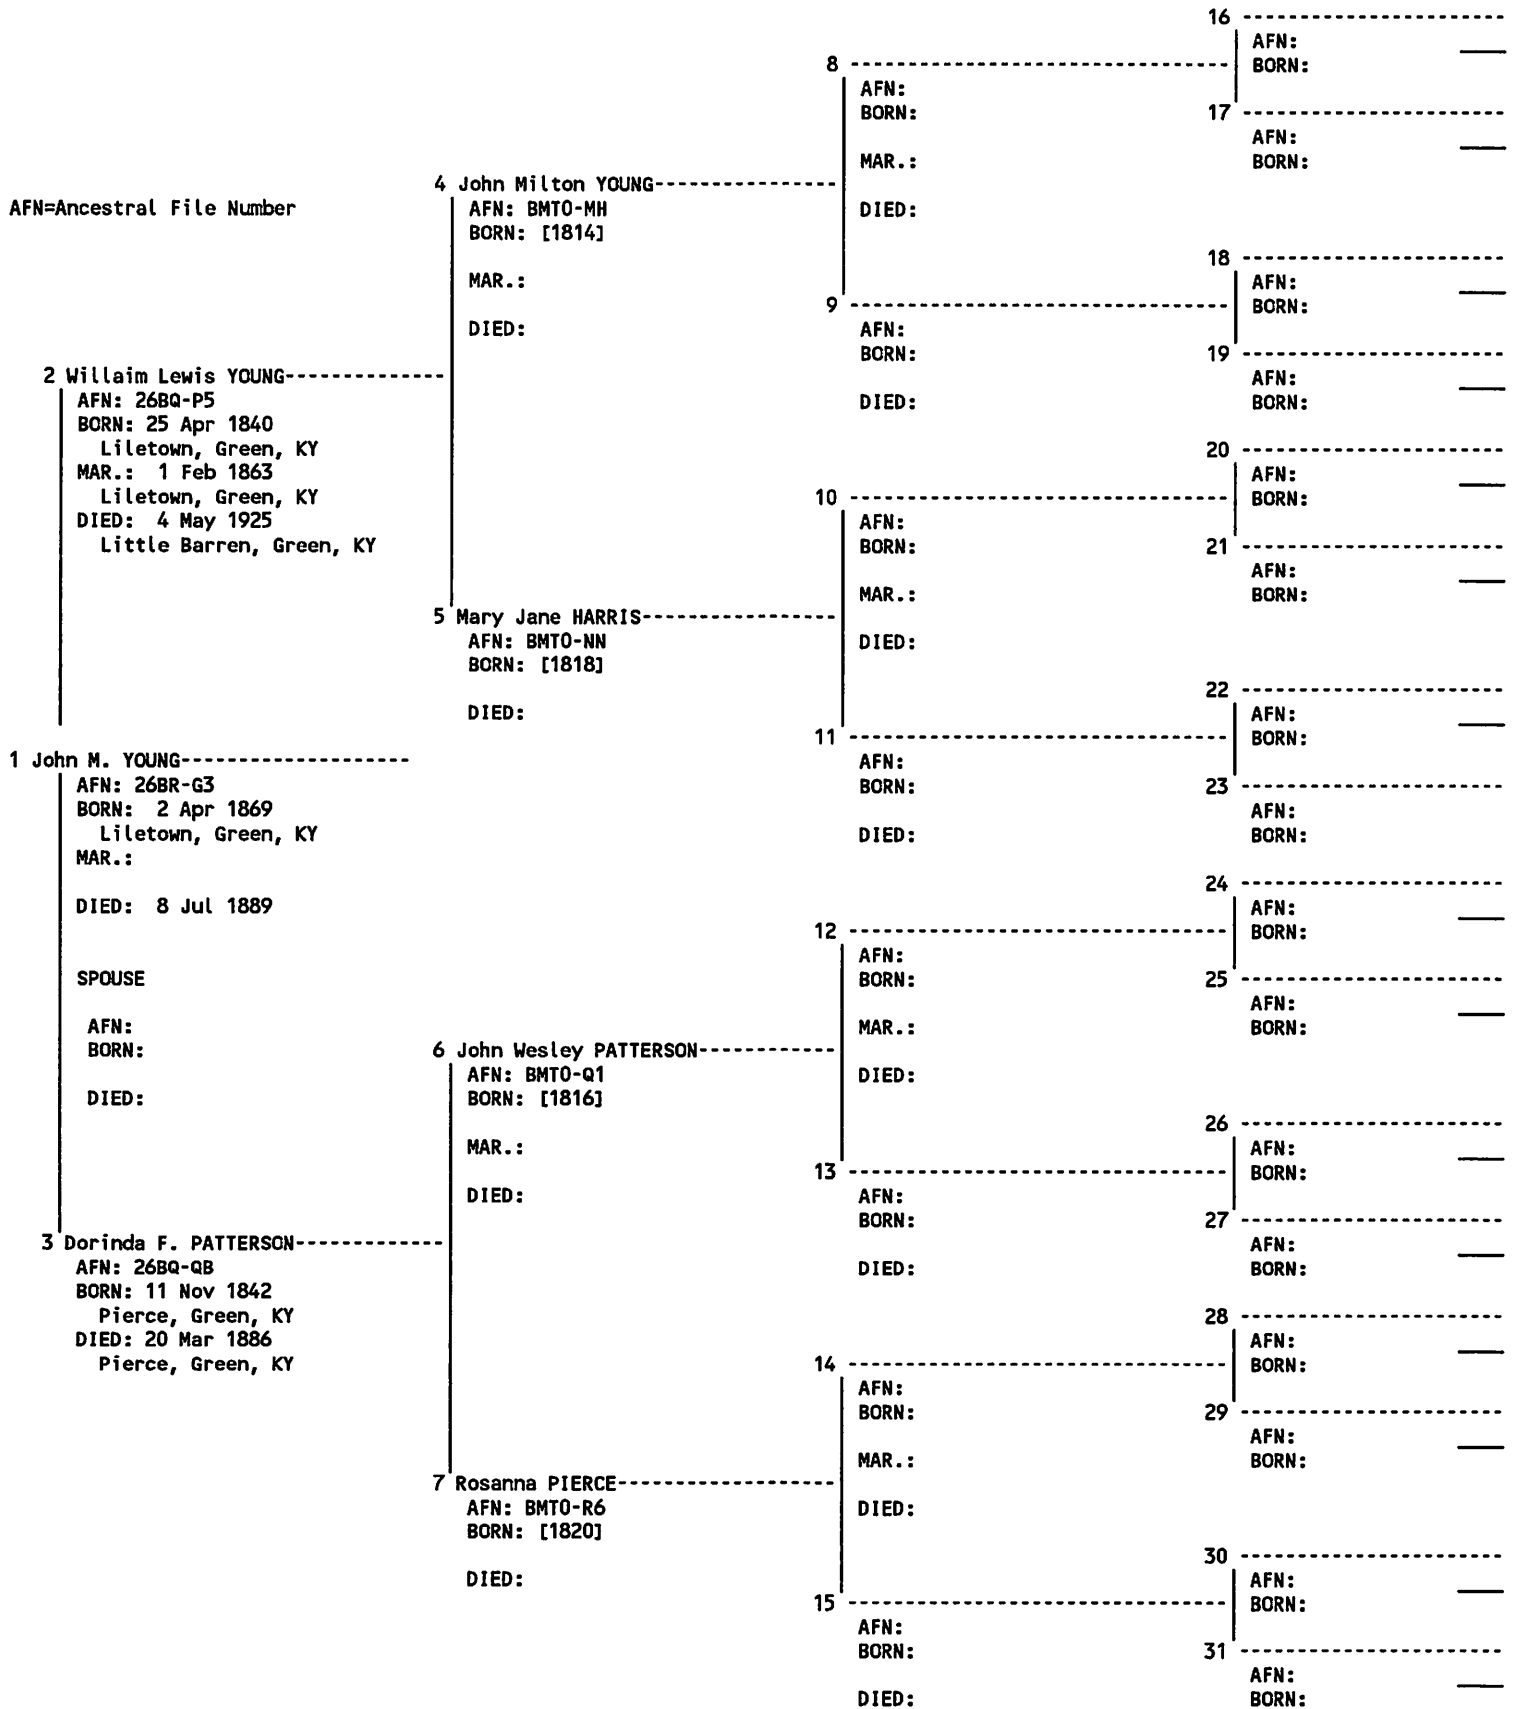 AFN=Ancestral File Number
1 John M. YOUNG
AFN: 26BR-G3
BORN:  2 Apr 1869
Liletown, Green, KY
MAR.:
DIED:  8 Jul 1889
SPOUSE
AFN:
BORN:
DIED:
2 Willaim Lewis YOUNG
AFN: 26BQ-P5
BORN: 25 Apr 1840
Liletown, Green, KY
MAR.:  1 Feb 1863
Liletown, Green, KY
DIED:  4 May 1925
Little Barren, Green, KY
3 Dorinda F. PATTERSON
AFN: 26BQ-QB
BORN: 11 Nov 1842
Pierce, Green, KY
DIED: 20 Mar 1886
Pierce, Green, KY
4 John Milton YOUNG
AFN: BMT0-MH
BORN: [1814]
MAR.:
DIED:
5 Mary Jane HARRIS
AFN: BMT0-NN
BORN: [1818]
DIED:
6 John Wesley PATTERSON
AFN: BMT0-Q1
BORN: [1816]
MAR.:
DIED:
7 Rosanna PIERCE
AFN: BMT0-R6
BORN: [1820]
DIED:
8
AFN:
BORN:
MAR.:
DIED:
9
AFN:
BORN:
DIED:
10
AFN:
BORN:
MAR.:
DIED:
11
AFN:
BORN:
DIED:
12
AFN:
BORN:
MAR.:
DIED:
13
AFN:
BORN:
DIED:
14
AFN:
BORN:
MAR.:
DIED:
15
AFN:
BORN:
DIED:
16
AFN:
BORN:
17
AFN:
BORN:
18
AFN:
BORN:
19
AFN:
BORN:
20
AFN:
BORN:
21
AFN:
BORN:
22
AFN:
BORN:
23
AFN:
BORN:
24
AFN:
BORN:
25
AFN:
BORN:
26
AFN:
BORN:
27
AFN:
BORN:
28
AFN:
BORN:
29
AFN:
BORN:
30
AFN:
BORN:
31
AFN:
BORN: